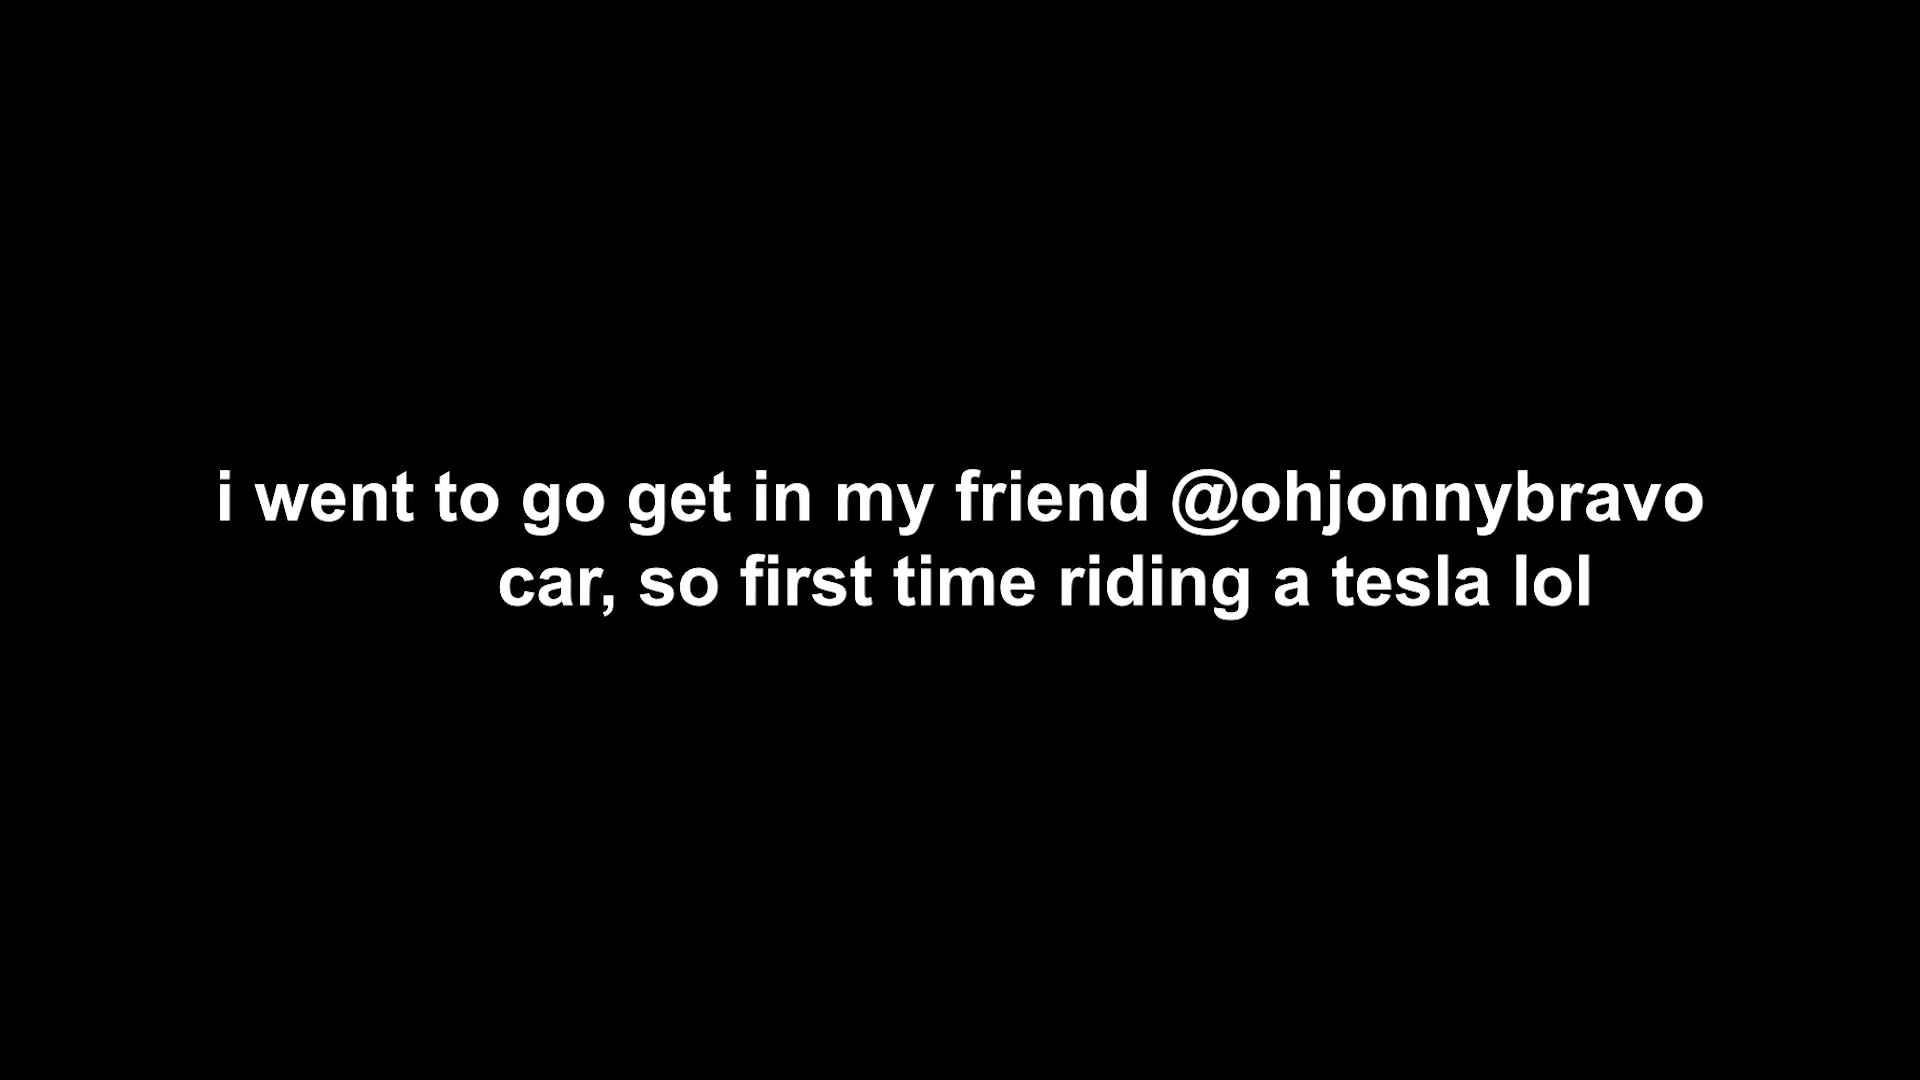 i went to go get in my friend @ohjonnybravo
car, so first time riding a tesla lol